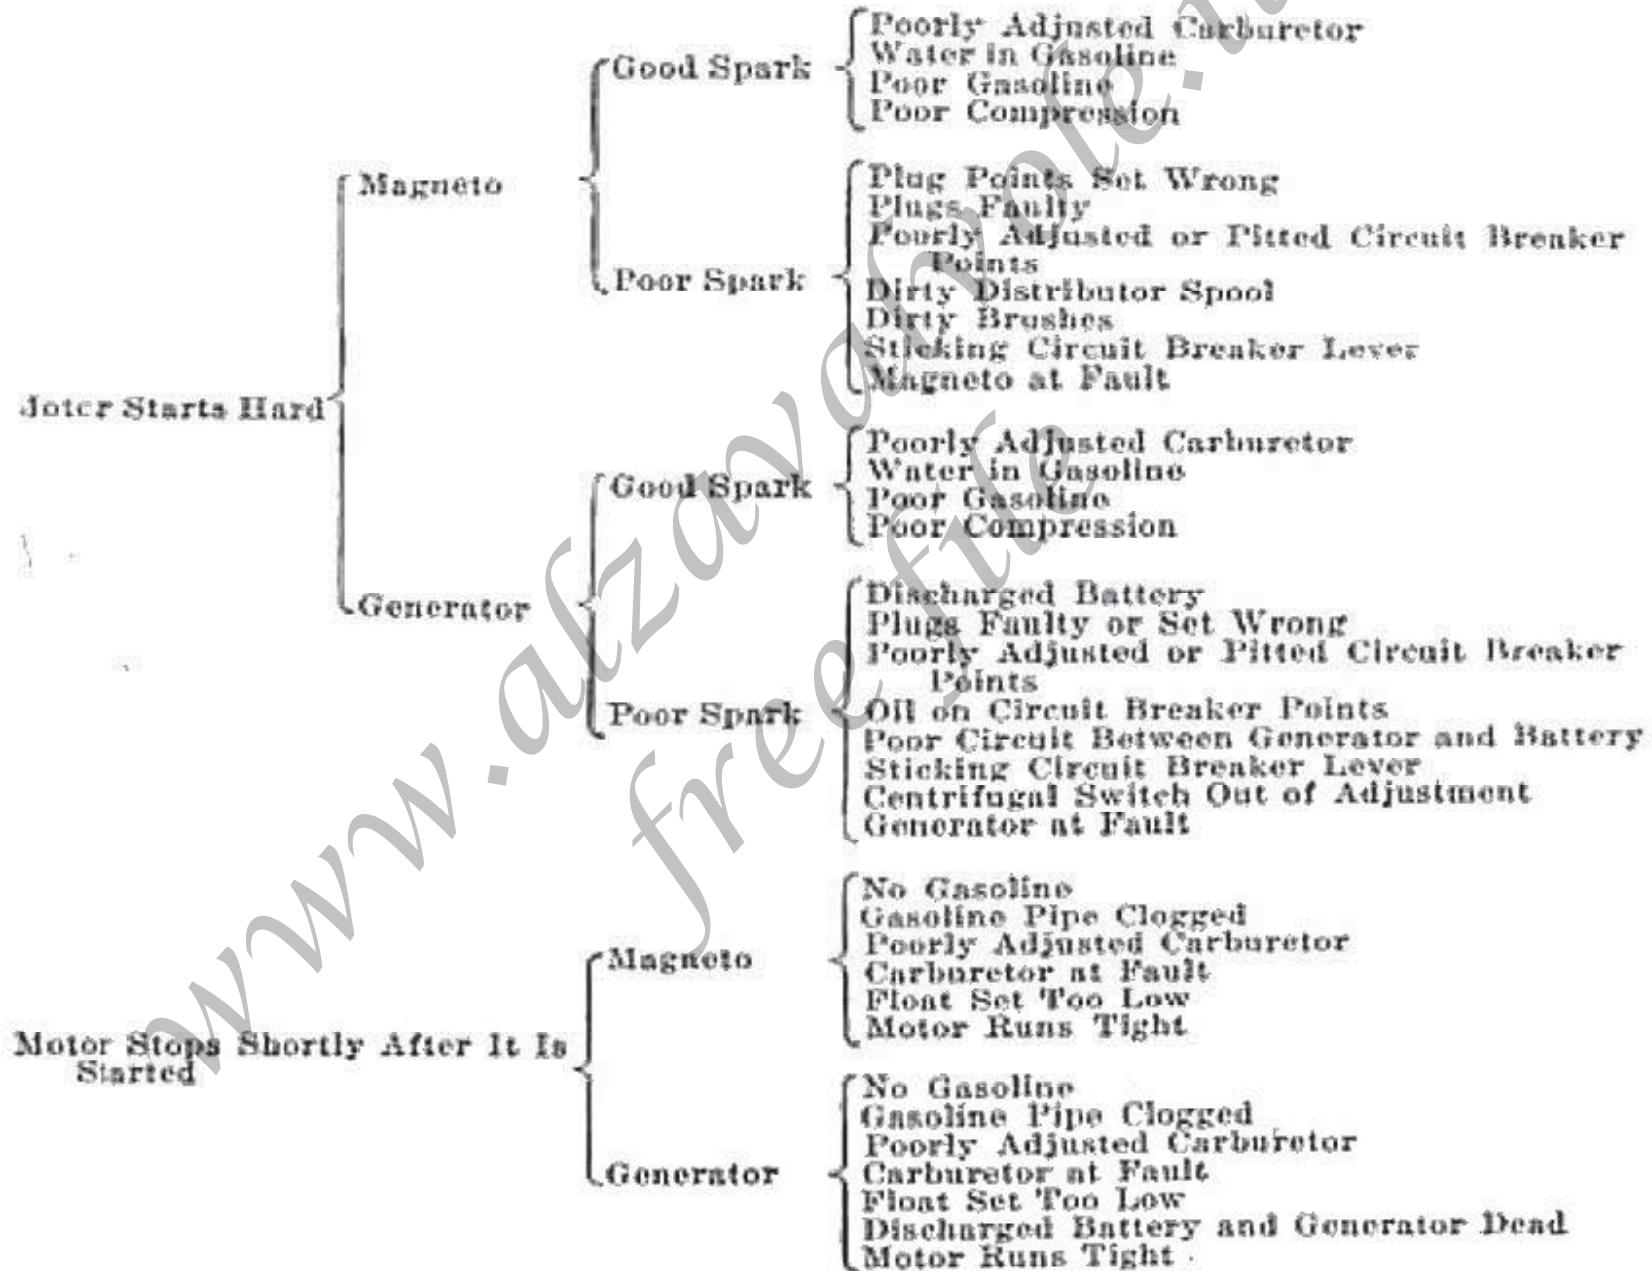 Poorly Adjusted Carburetor
Water in Gasoline
Good Spark
Poor Gasoline
Poor Compression
Magneto
Plug Points Set Wrong
Plugs Faulty
Poorly Adjusted or Pitted Circuit Breaker
Points
Poor Spark
Dirty Distributor Spool
Dirty Brushes
Sticking Circuit Breaker Lever
Magneto at Fault
Starts Hard
Poorly Adjusted Carburetor
Water in Gasoline
Good Spark
Poor Gasoline
Poor Compression
Generator
Discharged Battery
Plugs Faulty or Set Wrong
Poorly Adjusted or Pitted Circuit Breaker
Points
Poor Spark
Oil on Circuit Breaker Points
Poor Circuit Between Generator and Battery
Sticking Circuit Breaker Lever
Centrifugal Switch Out of Adjustment
Generator at Fault
Motor Stops Shortly After It Is
Started
Magneto
No Gasoline
Gasoline Pipe Clogged
Poorly Adjusted Carburetor
Carburetor at Fault
Float Set Too Low
Motor Runs Tight
Generator
No Gasoline
Gasoline Pipe Clogged
Poorly Adjusted Carburetor
Carburetor at Fault
Float Set Too Low
Discharged Battery and Generator Dead
Motor Runs Tight
free file